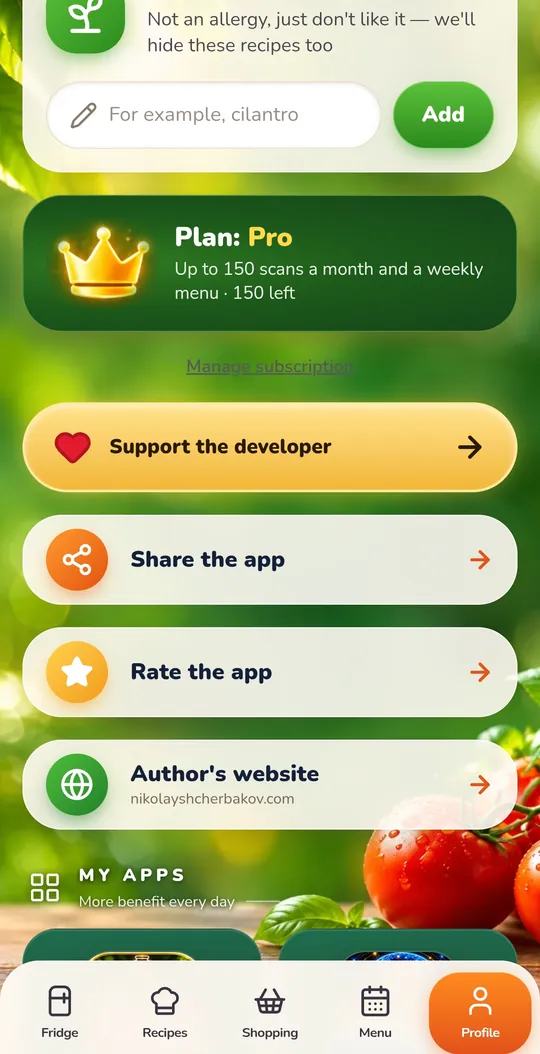 Not an allergy, just don't like it — we'll
hide these recipes too
For example, cilantro
Add
Plan: Pro
Up to 150 scans a month and a weekly
menu · 150 left
Manage subscription
Support the developer
Share the app
Rate the app
Author's website
nikolayshcherbakov.com
MY APPS
More benefit every day
Fridge
Recipes
Shopping
Menu
Profile